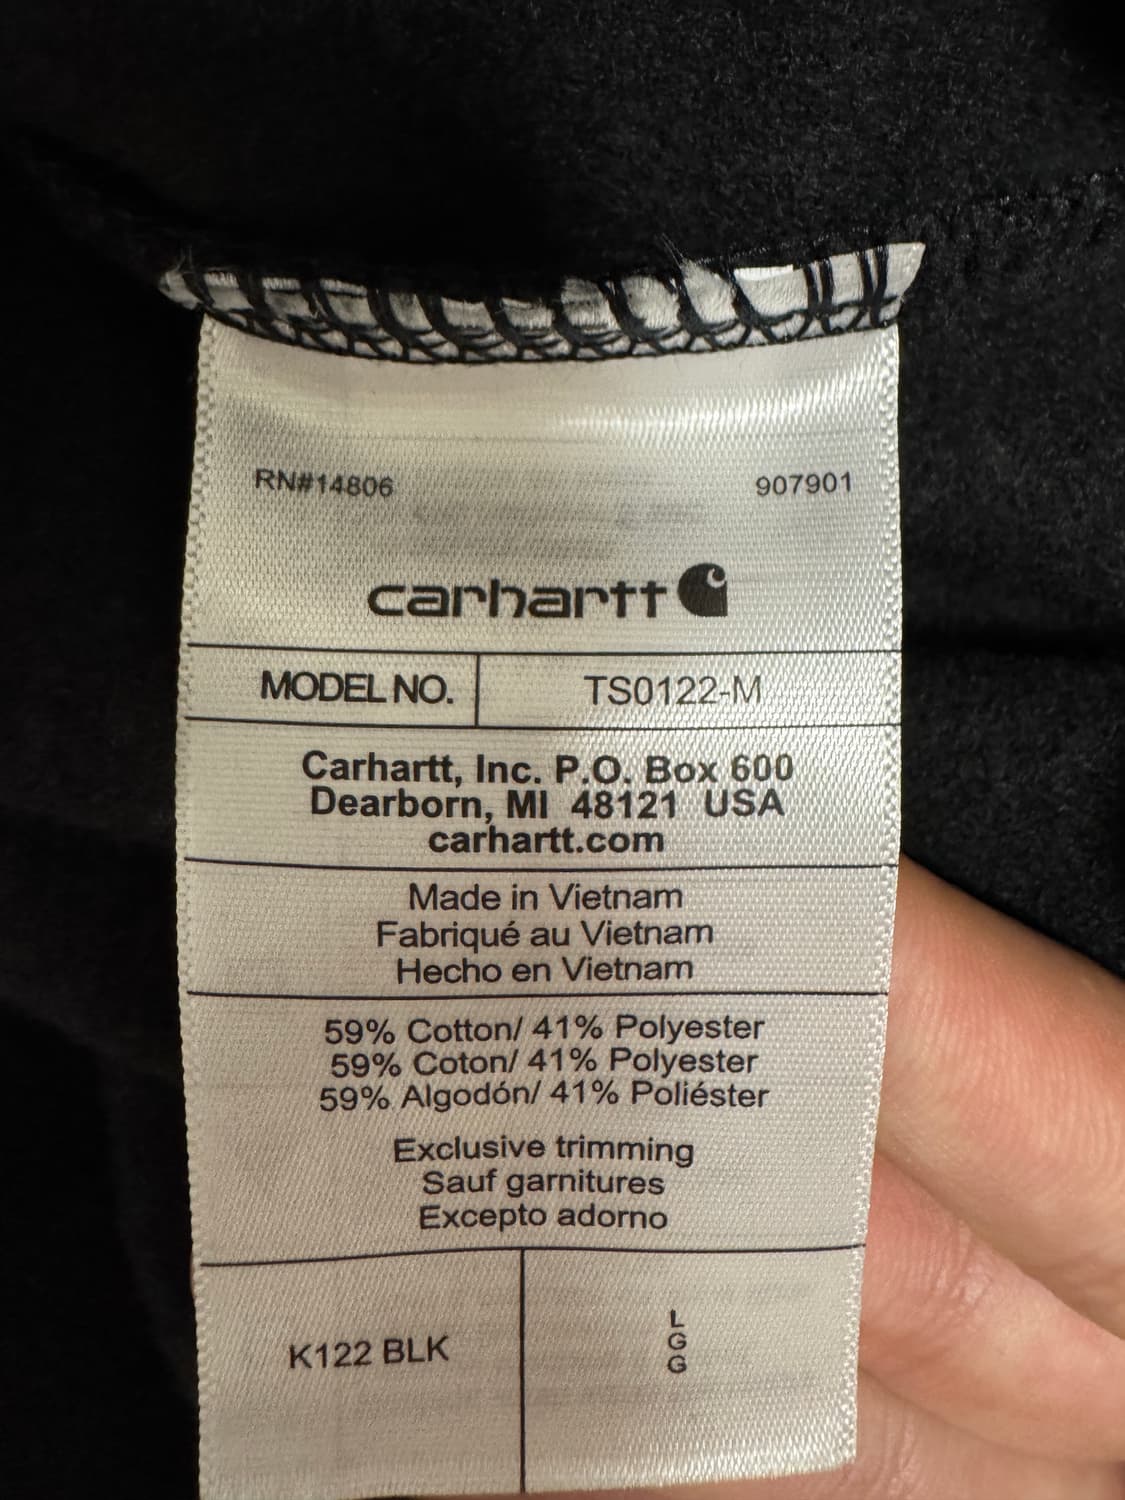 RN#14806 907901
carhartt
MODEL NO. TS0122-M
Carhartt, Inc. P.O. Box 600
Dearborn, MI 48121 USA
carhartt.com
Made in Vietnam
Fabriqué au Vietnam
Hecho en Vietnam
59% Cotton/ 41% Polyester
59% Coton/ 41% Polyester
59% Algodón/ 41% Poliéster
Exclusive trimming
Sauf garnitures
Excepto adorno
K122 BLK
L
G
G